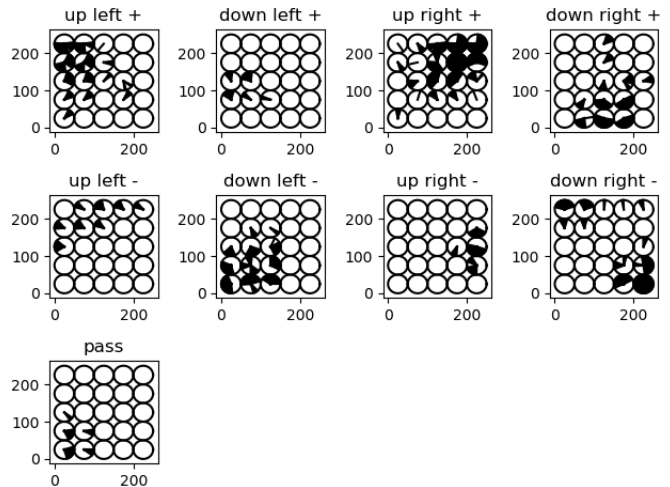 up left + down left + up right + down right +
200 200 200 200
100 100 100 100
0 0 0 0
0 200 0 200 0 200 0 200
up left - down left - up right - down right -
200 200 200 200
100 100 100 100
0 0 0 0
0 200 0 200 0 200 0 200
pass
200
100
0
0 200